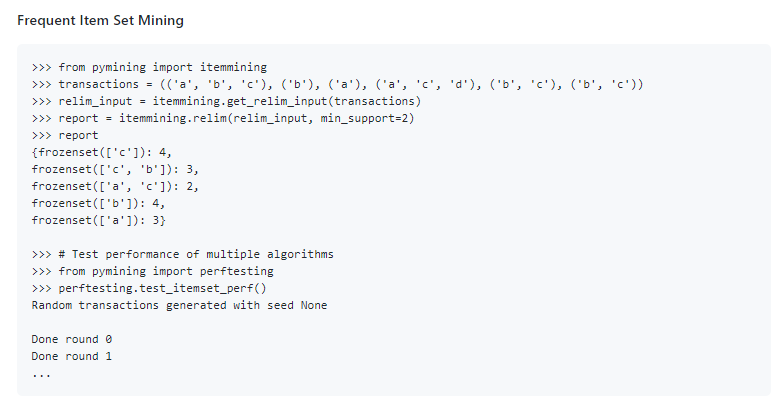 Frequent Item Set Mining
>>> from pymining import itemmining
>>> transactions = (('a', 'b', 'c'), ('b'), ('a'), ('a', 'c', 'd'), ('b', 'c'), ('b', 'c'))
>>> relim_input = itemmining.get_relim_input(transactions)
>>> report = itemmining.relim(relim_input, min_support=2)
>>> report
{frozenset(['c']): 4,
frozenset(['c', 'b']): 3,
frozenset(['a', 'c']): 2,
frozenset(['b']): 4,
frozenset(['a']): 3}
>>> # Test performance of multiple algorithms
>>> from pymining import perftesting
>>> perftesting.test_itemset_perf()
Random transactions generated with seed None
Done round 0
Done round 1
...